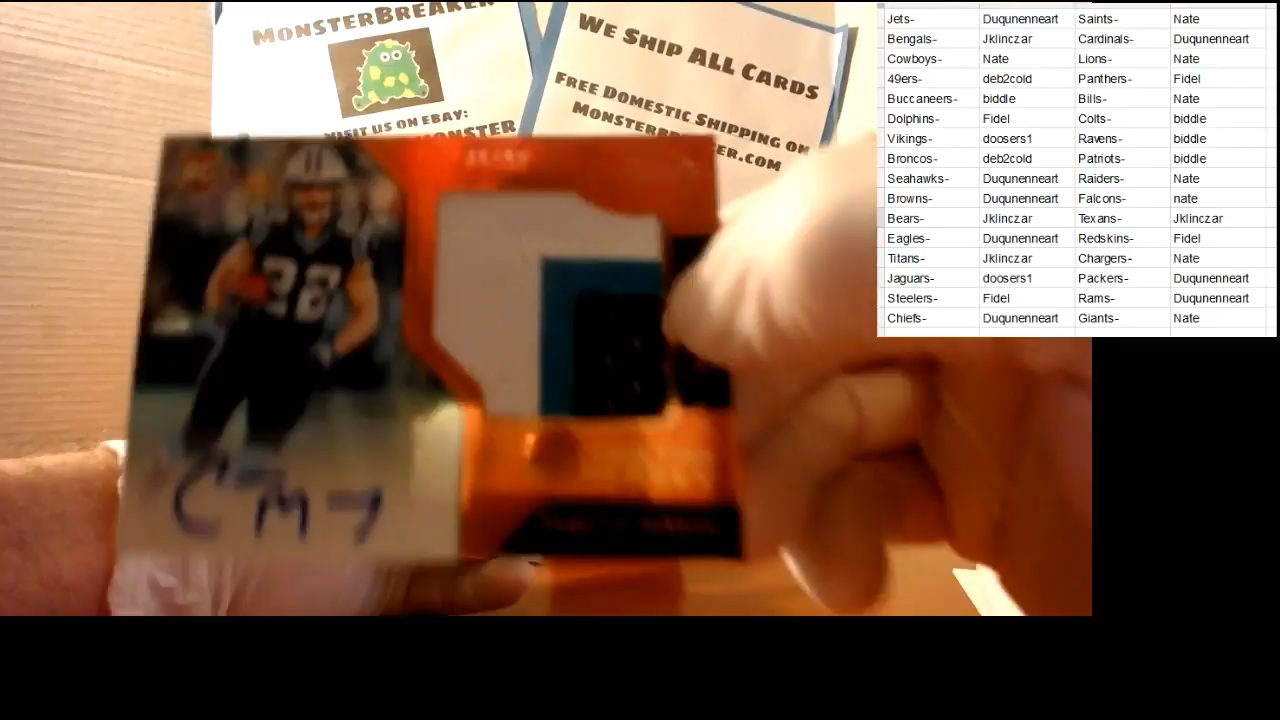 MONSTERBREAKER
VISIT US ON EBAY:
MONSTER
WE SHIP ALL CARDS
FREE DOMESTIC SHIPPING ON
Jets- Duqunenneart Saints- Nate
Bengals- Jklinczar Cardinals- Duqunenneart
Cowboys- Nate Lions- Nate
49ers- deb2cold Panthers- Fidel
Buccaneers- biddle Bills- Nate
Dolphins- Fidel Colts- biddle
Vikings- doosers1 Ravens- biddle
Broncos- deb2cold Patriots- biddle
Seahawks- Duqunenneart Raiders- Nate
Browns- Duqunenneart Falcons- nate
Bears- Jklinczar Texans- Jklinczar
Eagles- Duqunenneart Redskins- Fidel
Titans- Jklinczar Chargers- Nate
Jaguars- doosers1 Packers- Duqunenneart
Steelers- Fidel Rams- Duqunenneart
Chiefs- Duqunenneart Giants- Nate